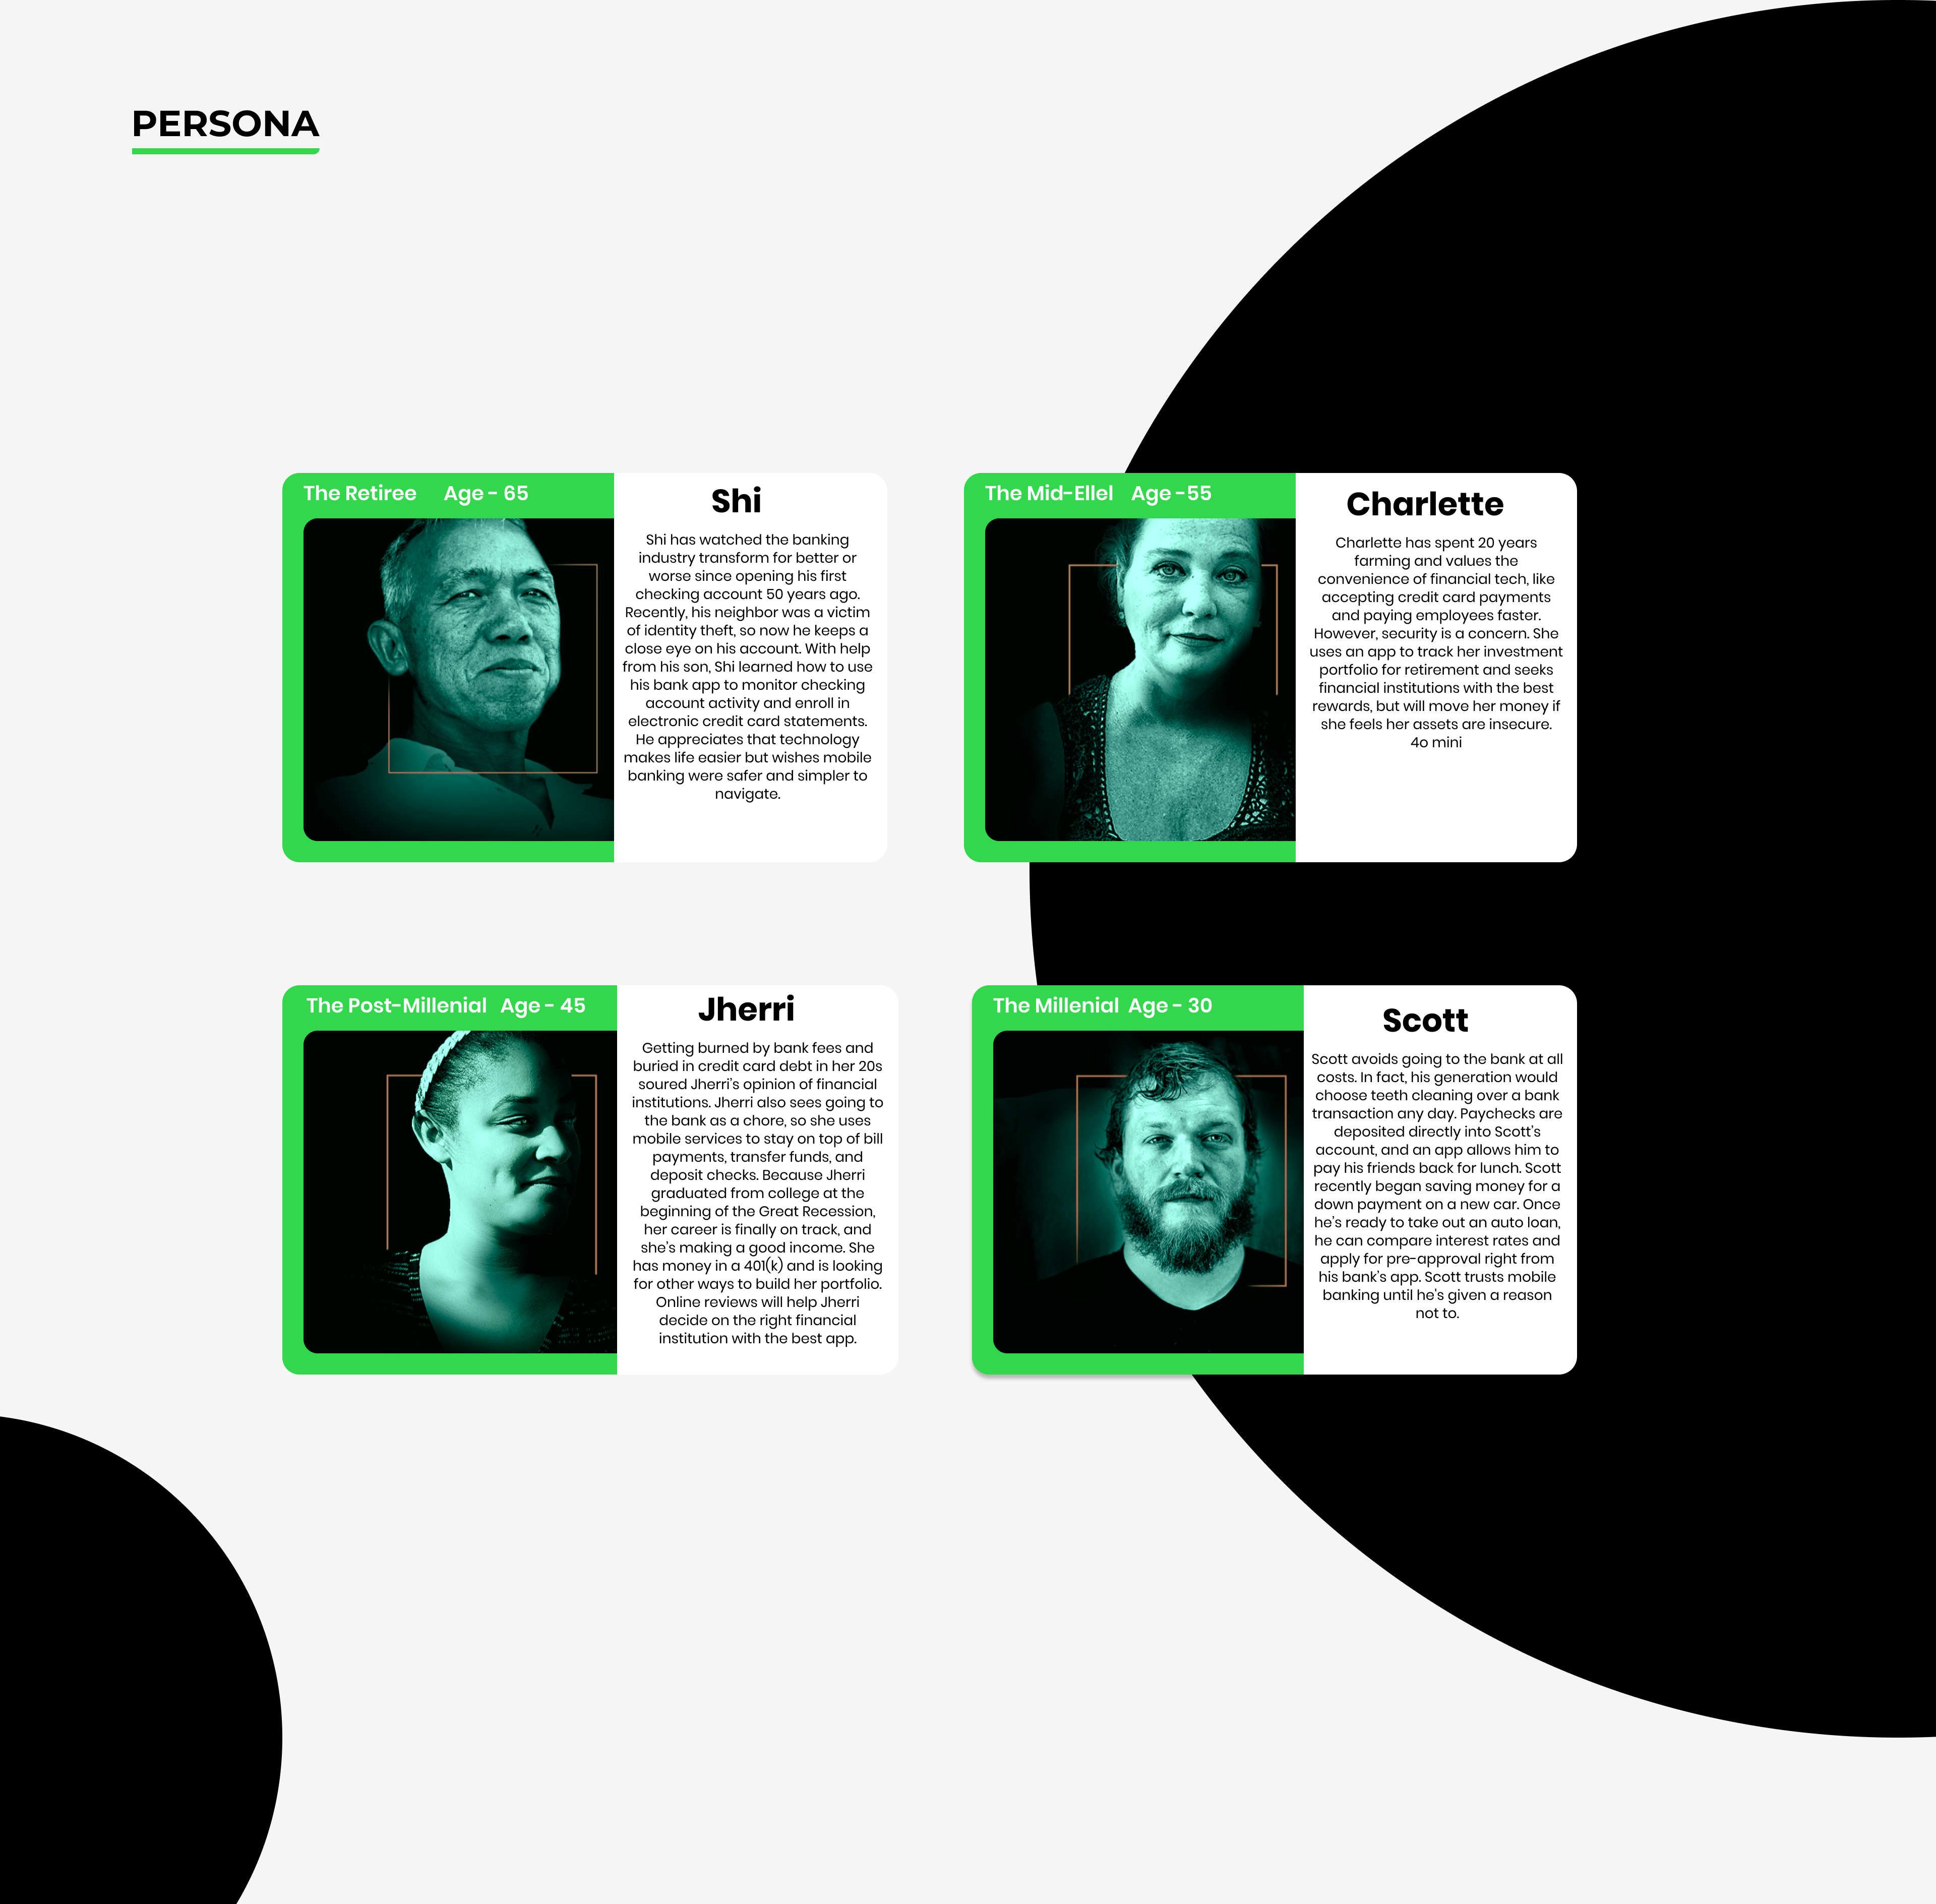 PERSONA
The Retiree Age - 65
Shi
Shi has watched the banking
industry transform for better or
worse since opening his first
checking account 50 years ago.
Recently, his neighbor was a victim
of identity theft, so now he keeps a
close eye on his account. With help
from his son, Shi learned how to use
his bank app to monitor checking
account activity and enroll in
electronic credit card statements.
He appreciates that technology
makes life easier but wishes mobile
banking were safer and simpler to
navigate.
The Mid-Ellel Age -55
Charlette
Charlette has spent 20 years
farming and values the
convenience of financial tech, like
accepting credit card payments
and paying employees faster.
However, security is a concern. She
uses an app to track her investment
portfolio for retirement and seeks
financial institutions with the best
rewards, but will move her money if
she feels her assets are insecure.
4o mini
The Post-Millenial Age - 45
Jherri
Getting burned by bank fees and
buried in credit card debt in her 20s
soured Jherri's opinion of financial
institutions. Jherri also sees going to
the bank as a chore, so she uses
mobile services to stay on top of bill
payments, transfer funds, and
deposit checks. Because Jherri
graduated from college at the
beginning of the Great Recession,
her career is finally on track, and
she's making a good income. She
has money in a 401(k) and is looking
for other ways to build her portfolio.
Online reviews will help Jherri
decide on the right financial
institution with the best app.
The Millenial Age - 30
Scott
Scott avoids going to the bank at all
costs. In fact, his generation would
choose teeth cleaning over a bank
transaction any day. Paychecks are
deposited directly into Scott's
account, and an app allows him to
pay his friends back for lunch. Scott
recently began saving money for a
down payment on a new car. Once
he's ready to take out an auto loan,
he can compare interest rates and
apply for pre-approval right from
his bank's app. Scott trusts mobile
banking until he's given a reason
not to.